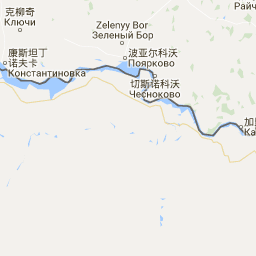 克柳奇
Ключи
Райч
Zelenyy Bor
Зеленый Бор
康斯坦丁
诺夫卡
Константиновка
波亚尔科沃
Поярково
切斯诺科沃
Чесноково
加
Ка